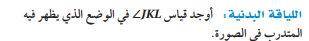 اللياقة البدنية: أوجد قياس JKL∠ في الوضع الذي يظهر فيه
المتدرب في الصورة.